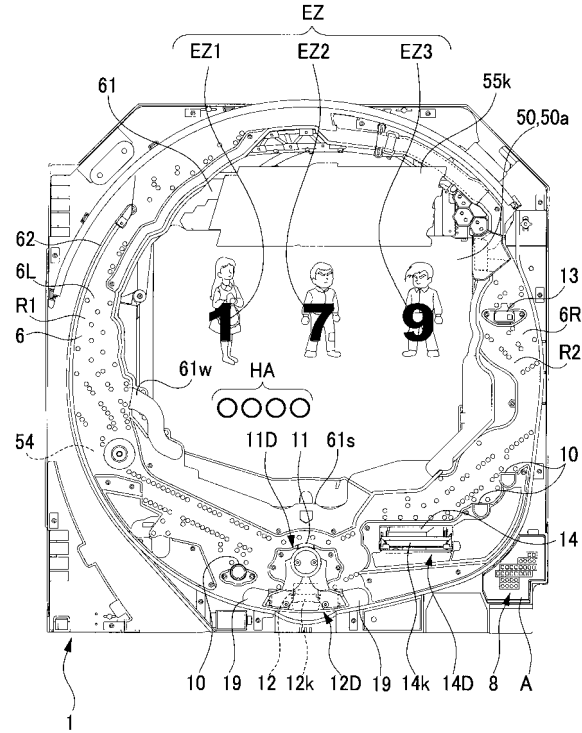 EZ
EZ1 EZ2 EZ3
61 55k
50,50a
62
6L 13
R1 6R
6 R2
1 7 9
61w HA
54 11D 11 61s 10
14
10 19 12 12k 12D 19 14k 14D 8 A
1